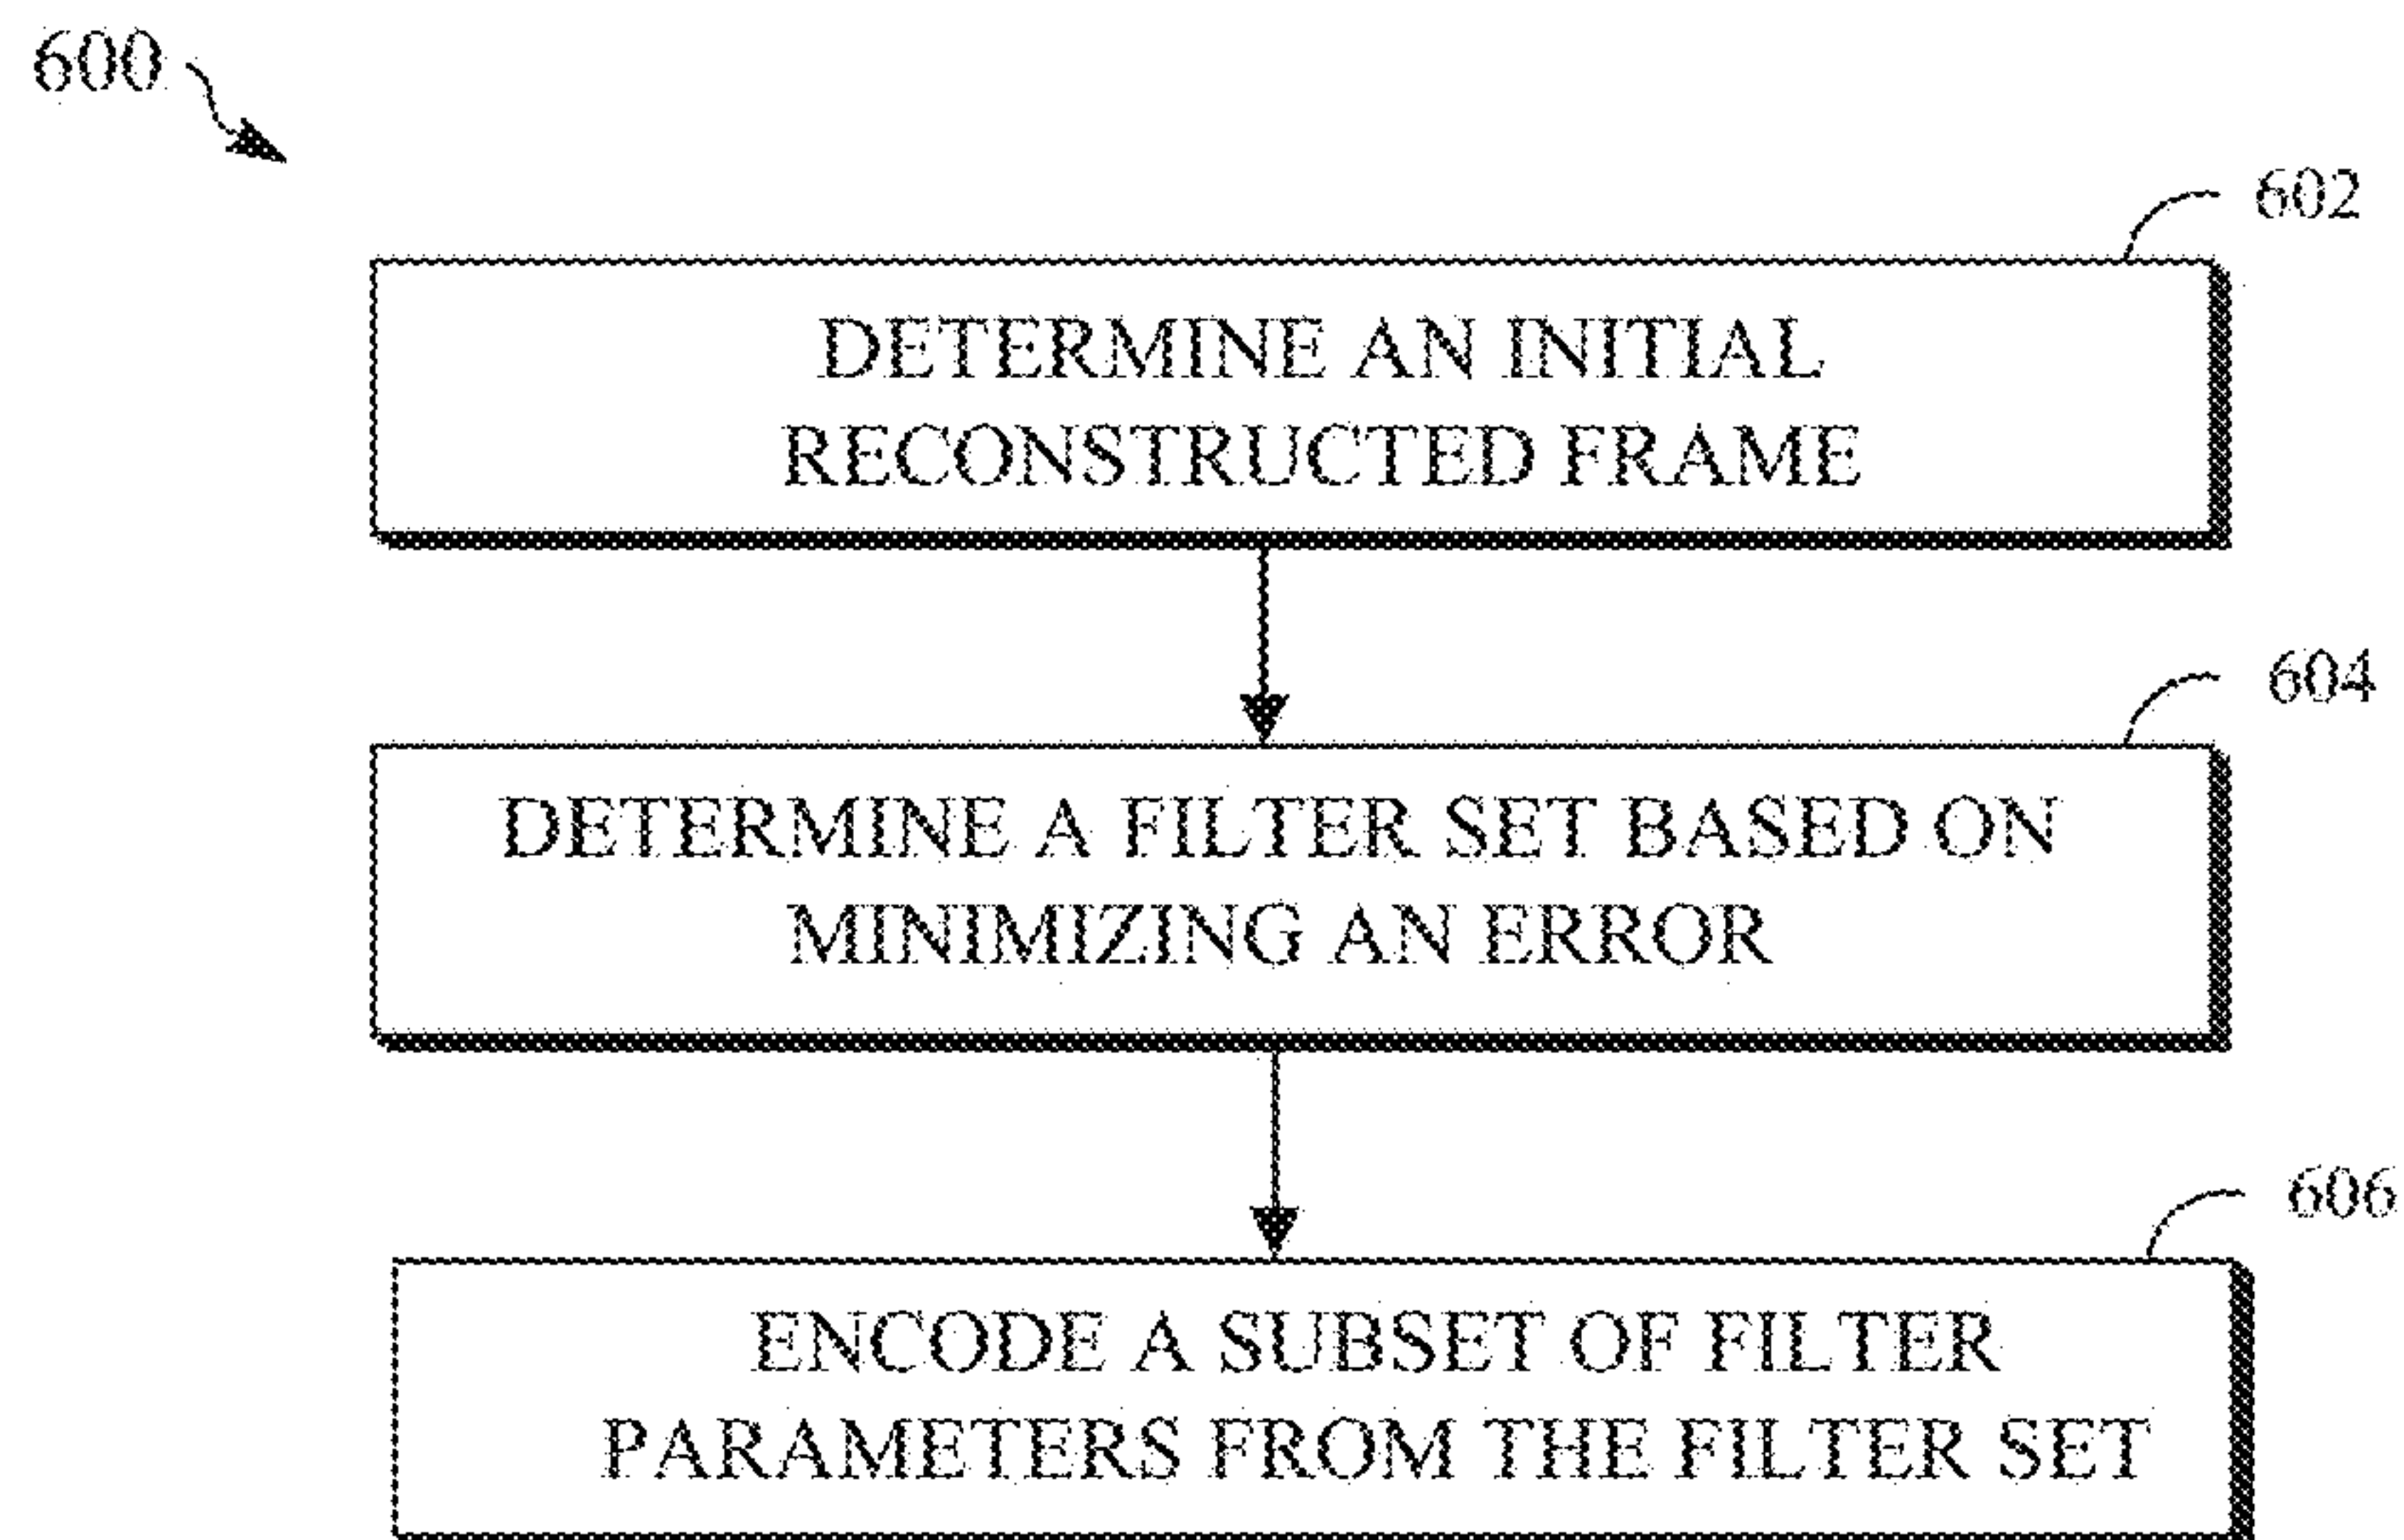 600
602
DETERMINE AN INITIAL
RECONSTRUCTED FRAME
604
DETERMINE A FILTER SET BASED ON
MINIMIZING AN ERROR
606
ENCODE A SUBSET OF FILTER
PARAMETERS FROM THE FILTER SET